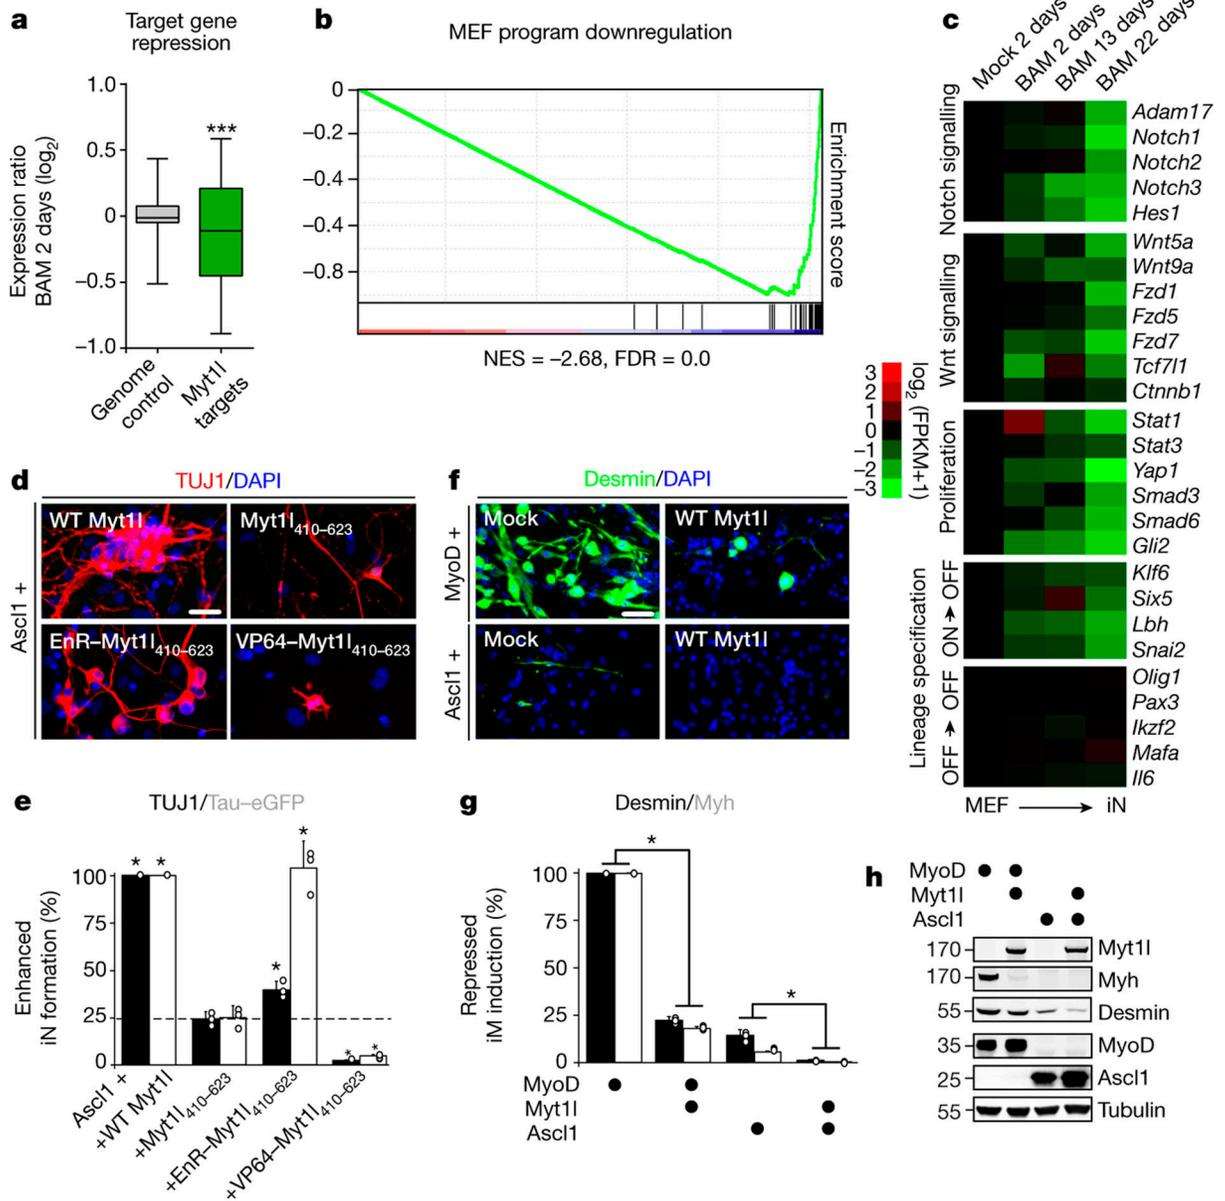 a
Target gene
repression
Expression ratio
BAM 2 days (log2)
1.0
0.5
0
−0.5
−1.0
***
Genome
control
Myt1l
targets
b
MEF program downregulation
0
−0.2
−0.4
−0.6
−0.8
Enrichment score
NES = −2.68, FDR = 0.0
c
Mock 2 days
BAM 2 days
BAM 13 days
BAM 22 days
Notch signalling
Adam17
Notch1
Notch2
Notch3
Hes1
Wnt signalling
Wnt5a
Wnt9a
Fzd1
Fzd5
Fzd7
Tcf7l1
Ctnnb1
Proliferation
Stat1
Stat3
Yap1
Smad3
Smad6
Gli2
Lineage specification
ON → OFF
Klf6
Six5
Lbh
Snai2
OFF → OFF
Olig1
Pax3
Ikzf2
Mafa
Il6
MEF → iN
3
2
1
0
−1
−2
−3
log2 (FPKM+1)
d
TUJ1/DAPI
Ascl1 +
WT Myt1l
Myt1l410–623
EnR–Myt1l410–623
VP64–Myt1l410–623
f
Desmin/DAPI
MyoD +
Mock
WT Myt1l
Ascl1 +
Mock
WT Myt1l
e
TUJ1/Tau–eGFP
Enhanced
iN formation (%)
100
75
50
25
0
* *
*
*
* *
Ascl1 +
+WT Myt1l
+Myt1l410–623
+EnR–Myt1l410–623
+VP64–Myt1l410–623
g
Desmin/Myh
Repressed
iM induction (%)
100
75
50
25
0
*
*
MyoD
Myt1l
Ascl1
h
MyoD
Myt1l
Ascl1
170 Myt1l
170 Myh
55 Desmin
35 MyoD
25 Ascl1
55 Tubulin